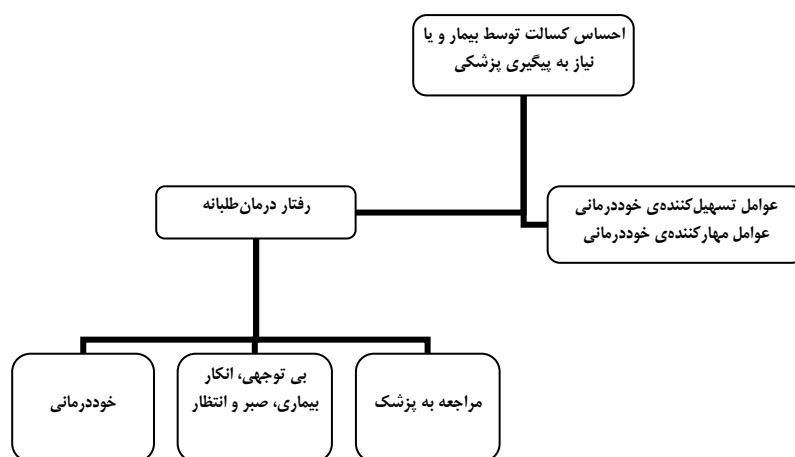 احساس کسالت توسط بیمار و یا
نیاز به پیگیری پزشکی
رفتار درمان‌طلبانه
عوامل تسهیل‌کننده‌ی خوددرمانی
عوامل مهارکننده‌ی خوددرمانی
مراجعه به پزشک
بی توجهی، انکار
بیماری، صبر و انتظار
خوددرمانی